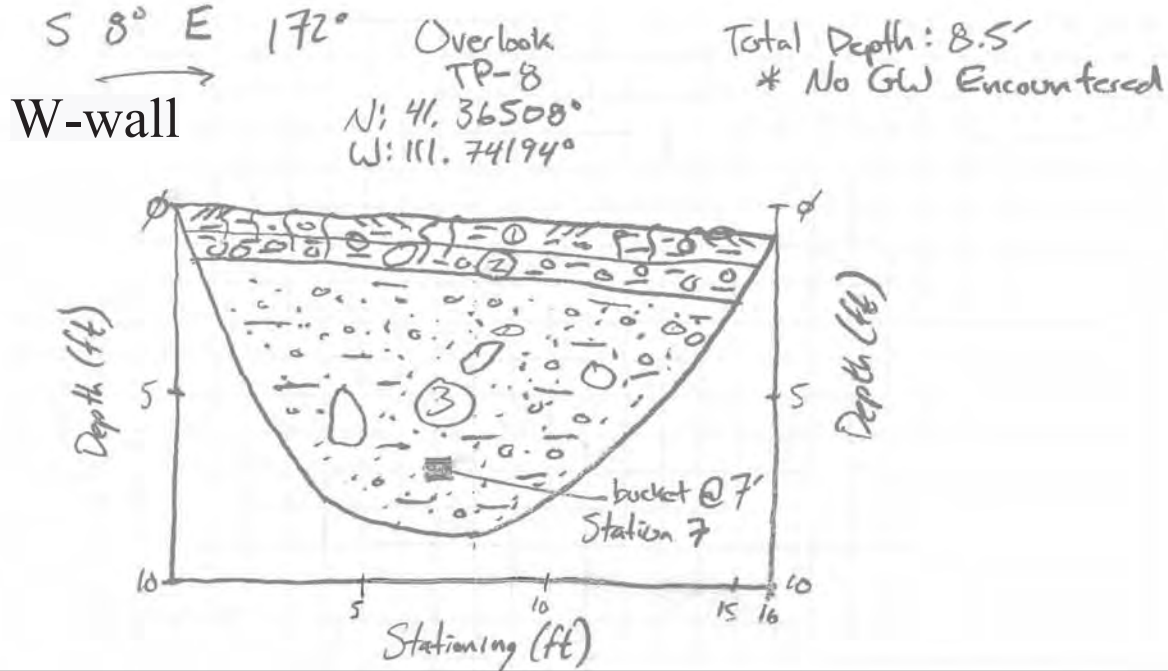 S 8° E 172°
W-wall
Overlook
TP-8
N: 41.36508°
W: 111.74194°
Total Depth: 8.5'
* No GW Encountered
Ø
Ø
1
2
Depth (ft)
5
3
5
Depth (ft)
bucket @ 7'
Station 7
10
10
5
10
15
16
Stationing (ft)